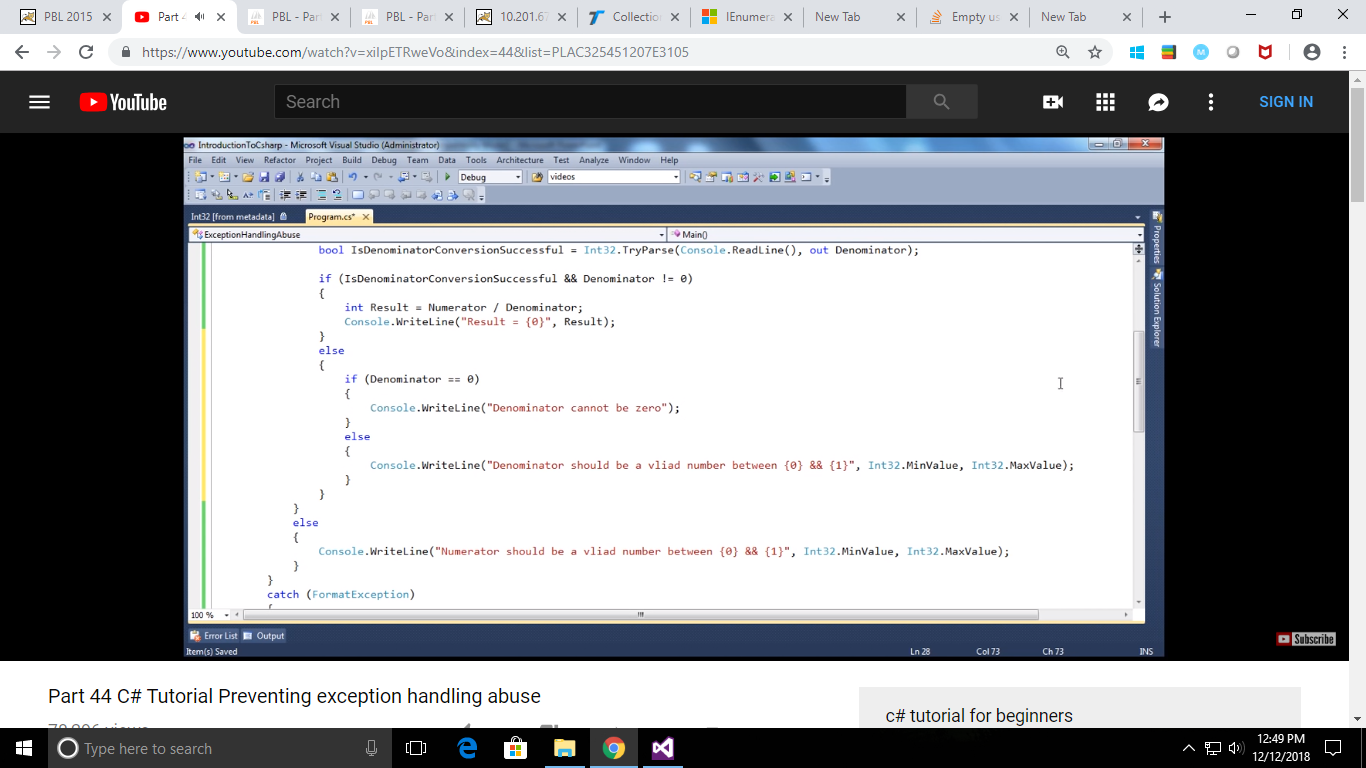 PBL 2015
Part 4
PBL - Part
PBL - Part
10.201.67
Collection
IEnumera
New Tab
Empty us
New Tab
https://www.youtube.com/watch?v=xiIpETRweVo&index=44&list=PLAC325451207E3105
YouTube
Search
SIGN IN
IntroductionToCsharp - Microsoft Visual Studio (Administrator)
File Edit View Refactor Project Build Debug Team Data Tools Architecture Test Analyze Window Help
Debug videos
Int32 [from metadata] Program.cs*
ExceptionHandlingAbuse Main()
Properties
Solution Explorer
bool IsDenominatorConversionSuccessful = Int32.TryParse(Console.ReadLine(), out Denominator);
if (IsDenominatorConversionSuccessful && Denominator != 0)
{
int Result = Numerator / Denominator;
Console.WriteLine("Result = {0}", Result);
}
else
{
if (Denominator == 0)
{
Console.WriteLine("Denominator cannot be zero");
}
else
{
Console.WriteLine("Denominator should be a vliad number between {0} && {1}", Int32.MinValue, Int32.MaxValue);
}
}
}
else
{
Console.WriteLine("Numerator should be a vliad number between {0} && {1}", Int32.MinValue, Int32.MaxValue);
}
}
catch (FormatException)
{
100 %
Error List Output
Item(s) Saved Ln 28 Col 73 Ch 73 INS
Subscribe
Part 44 C# Tutorial Preventing exception handling abuse
c# tutorial for beginners
Type here to search
12:49 PM
12/12/2018